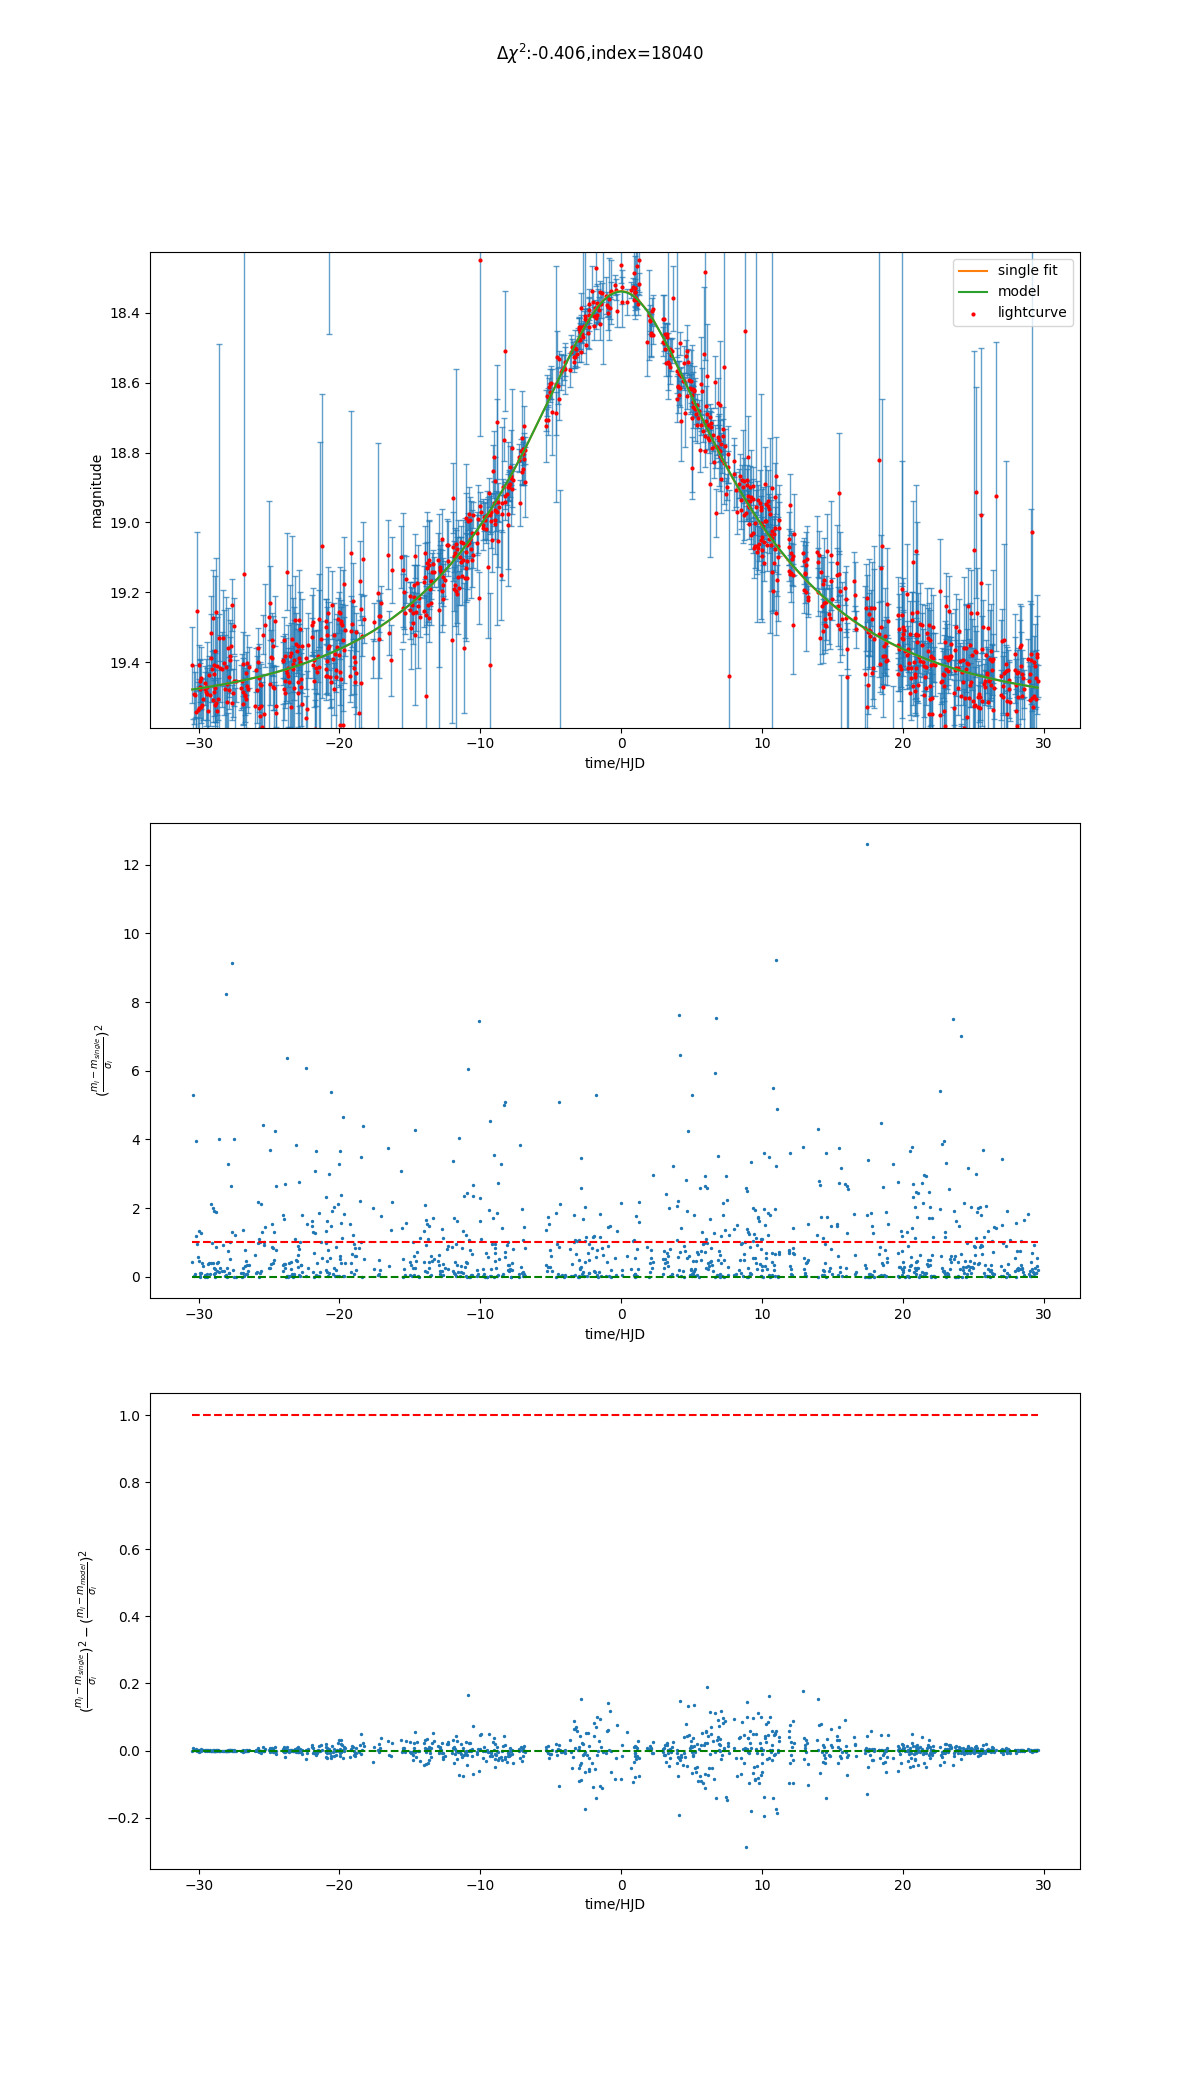 Δχ²:-0.406,index=18040
single fit
model
lightcurve
18.4
18.6
18.8
19.0
19.2
19.4
magnitude
−30 −20 −10 0 10 20 30
time/HJD
12
10
8
6
4
2
0
((m_i − m_single)/σ_i)²
−30 −20 −10 0 10 20 30
time/HJD
1.0
0.8
0.6
0.4
0.2
0.0
−0.2
((m_i − m_single)/σ_i)² − ((m_i − m_model)/σ_i)²
−30 −20 −10 0 10 20 30
time/HJD